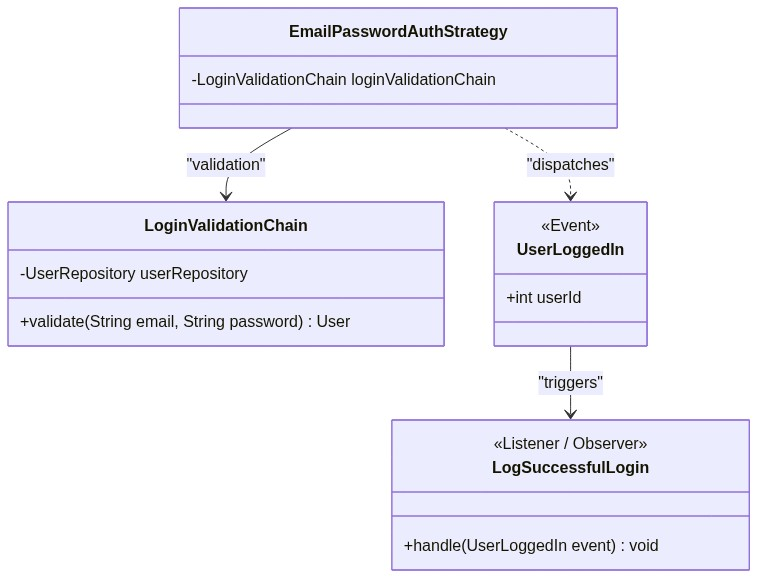 EmailPasswordAuthStrategy
-LoginValidationChain loginValidationChain
"validation"
"dispatches"
LoginValidationChain
-UserRepository userRepository
+validate(String email, String password) : User
«Event»
UserLoggedIn
+int userId
"triggers"
«Listener / Observer»
LogSuccessfulLogin
+handle(UserLoggedIn event) : void